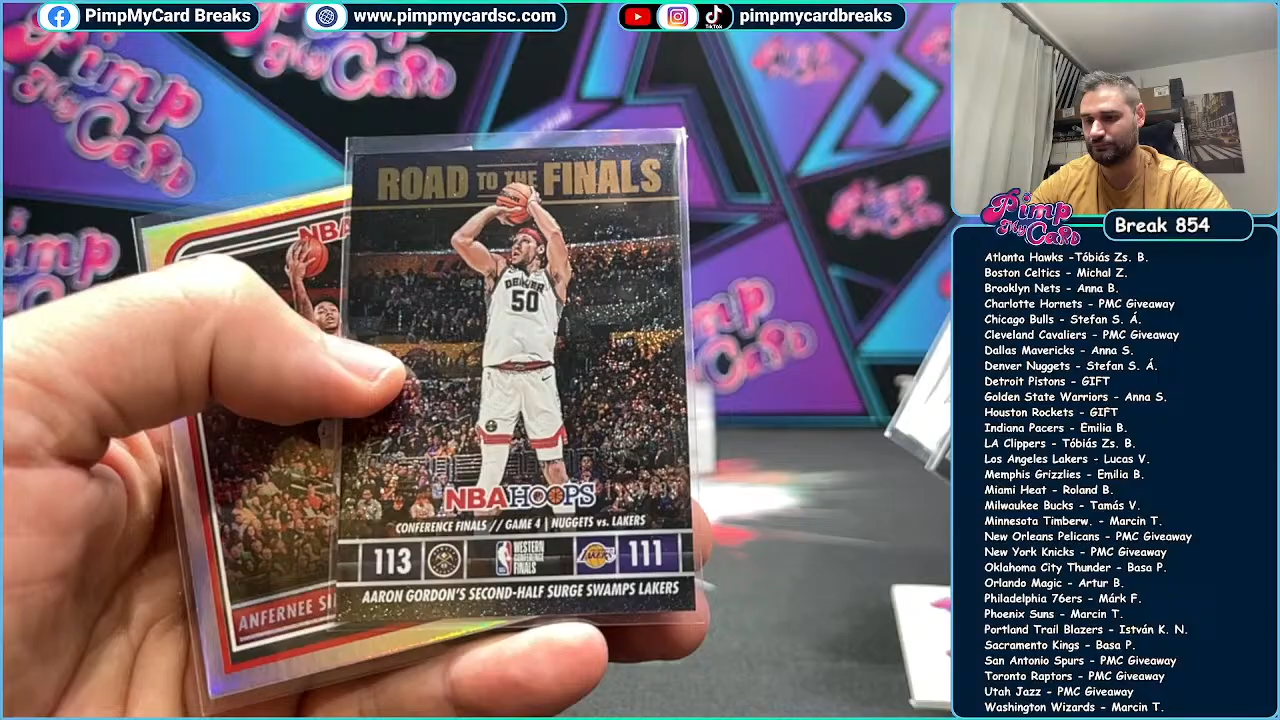 PimpMyCard Breaks
www.pimpmycardsc.com
TikTok
pimpmycardbreaks
Pimp
My
Card
Break 854
ROAD TO THE FINALS
NBA
DENVER
50
NBA HOOPS
CONFERENCE FINALS // GAME 4 | NUGGETS vs. LAKERS
113
NBA
WESTERN
CONFERENCE
FINALS
LAKERS
111
AARON GORDON'S SECOND-HALF SURGE SWAMPS LAKERS
ANFERNEE
Atlanta Hawks -Tóbiás Zs. B.
Boston Celtics - Michal Z.
Brooklyn Nets - Anna B.
Charlotte Hornets - PMC Giveaway
Chicago Bulls - Stefan S. Á.
Cleveland Cavaliers - PMC Giveaway
Dallas Mavericks - Anna S.
Denver Nuggets - Stefan S. Á.
Detroit Pistons - GIFT
Golden State Warriors - Anna S.
Houston Rockets - GIFT
Indiana Pacers - Emilia B.
LA Clippers - Tóbiás Zs. B.
Los Angeles Lakers - Lucas V.
Memphis Grizzlies - Emilia B.
Miami Heat - Roland B.
Milwaukee Bucks - Tamás V.
Minnesota Timberw. - Marcin T.
New Orleans Pelicans - PMC Giveaway
New York Knicks - PMC Giveaway
Oklahoma City Thunder - Basa P.
Orlando Magic - Artur B.
Philadelphia 76ers - Márk F.
Phoenix Suns - Marcin T.
Portland Trail Blazers - István K. N.
Sacramento Kings - Basa P.
San Antonio Spurs - PMC Giveaway
Toronto Raptors - PMC Giveaway
Utah Jazz - PMC Giveaway
Washington Wizards - Marcin T.